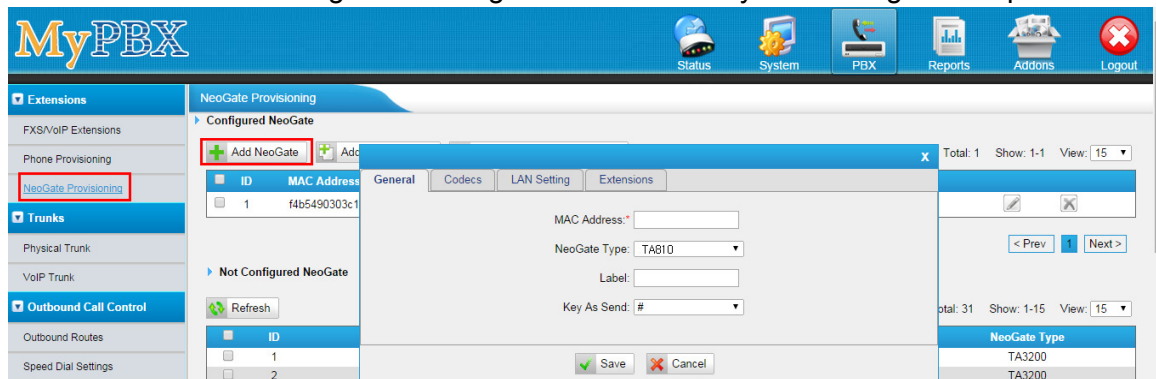 MyPBX
Status
System
PBX
Reports
Addons
Logout
Extensions
FXS/VoIP Extensions
Phone Provisioning
NeoGate Provisioning
Trunks
Physical Trunk
VoIP Trunk
Outbound Call Control
Outbound Routes
Speed Dial Settings
NeoGate Provisioning
Configured NeoGate
Add NeoGate
Total: 1 Show: 1-1 View: 15
ID MAC Address
1 f4b5490303c1
< Prev 1 Next >
X
General Codecs LAN Setting Extensions
MAC Address:*
NeoGate Type: TA810
Label:
Key As Send: #
Save Cancel
Not Configured NeoGate
Refresh
31 Show: 1-15 View: 15
ID NeoGate Type
1 TA3200
2 TA3200